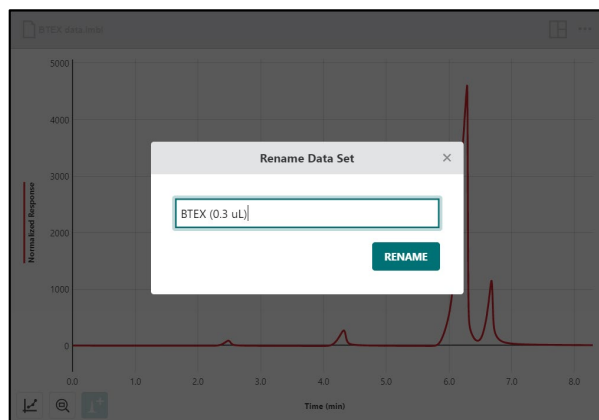 BTEX data.gmbl
5000
4000
3000
2000
1000
0
Normalized Response
Rename Data Set ×
BTEX (0.3 uL)
RENAME
0.0 1.0 2.0 3.0 4.0 5.0 6.0 7.0 8.0
Time (min)